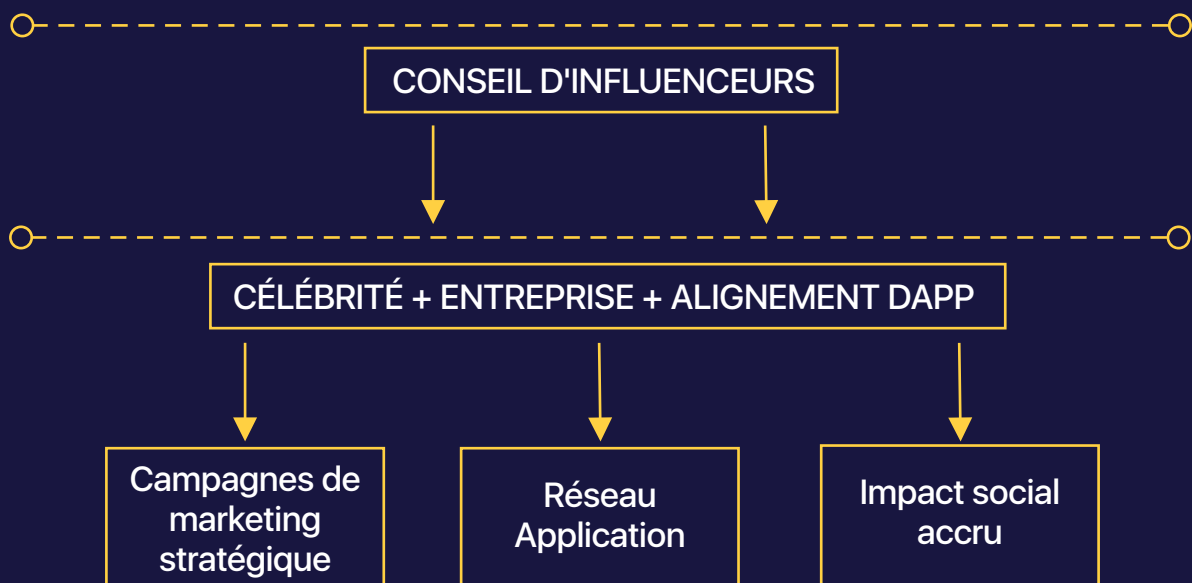 CONSEIL D'INFLUENCEURS
CÉLÉBRITÉ + ENTREPRISE + ALIGNEMENT DAPP
Campagnes de
marketing
stratégique
Réseau
Application
Impact social
accru